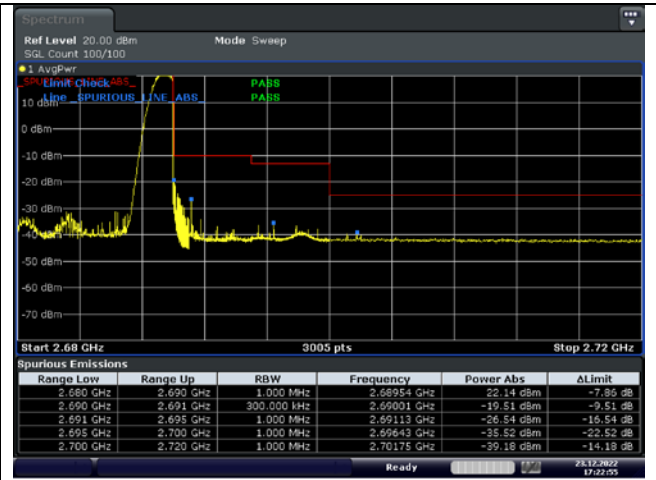 Spectrum
Ref Level 20.00 dBm Mode Sweep
SGL Count 100/100
1 AvgPwr
Limit Check PASS
Line _SPURIOUS_LINE_ABS_ PASS
10 dBm
0 dBm
-10 dBm
-20 dBm
-30 dBm
-40 dBm
-50 dBm
-60 dBm
-70 dBm
Start 2.68 GHz 3005 pts Stop 2.72 GHz
Spurious Emissions
Range Low Range Up RBW Frequency Power Abs ΔLimit
2.680 GHz 2.690 GHz 1.000 MHz 2.68954 GHz 22.14 dBm -7.86 dB
2.690 GHz 2.691 GHz 300.000 kHz 2.69001 GHz -19.51 dBm -9.51 dB
2.691 GHz 2.695 GHz 1.000 MHz 2.69113 GHz -26.54 dBm -16.54 dB
2.695 GHz 2.700 GHz 1.000 MHz 2.69643 GHz -35.52 dBm -22.52 dB
2.700 GHz 2.720 GHz 1.000 MHz 2.70175 GHz -39.18 dBm -14.18 dB
Ready 23.12.2022
17:22:55